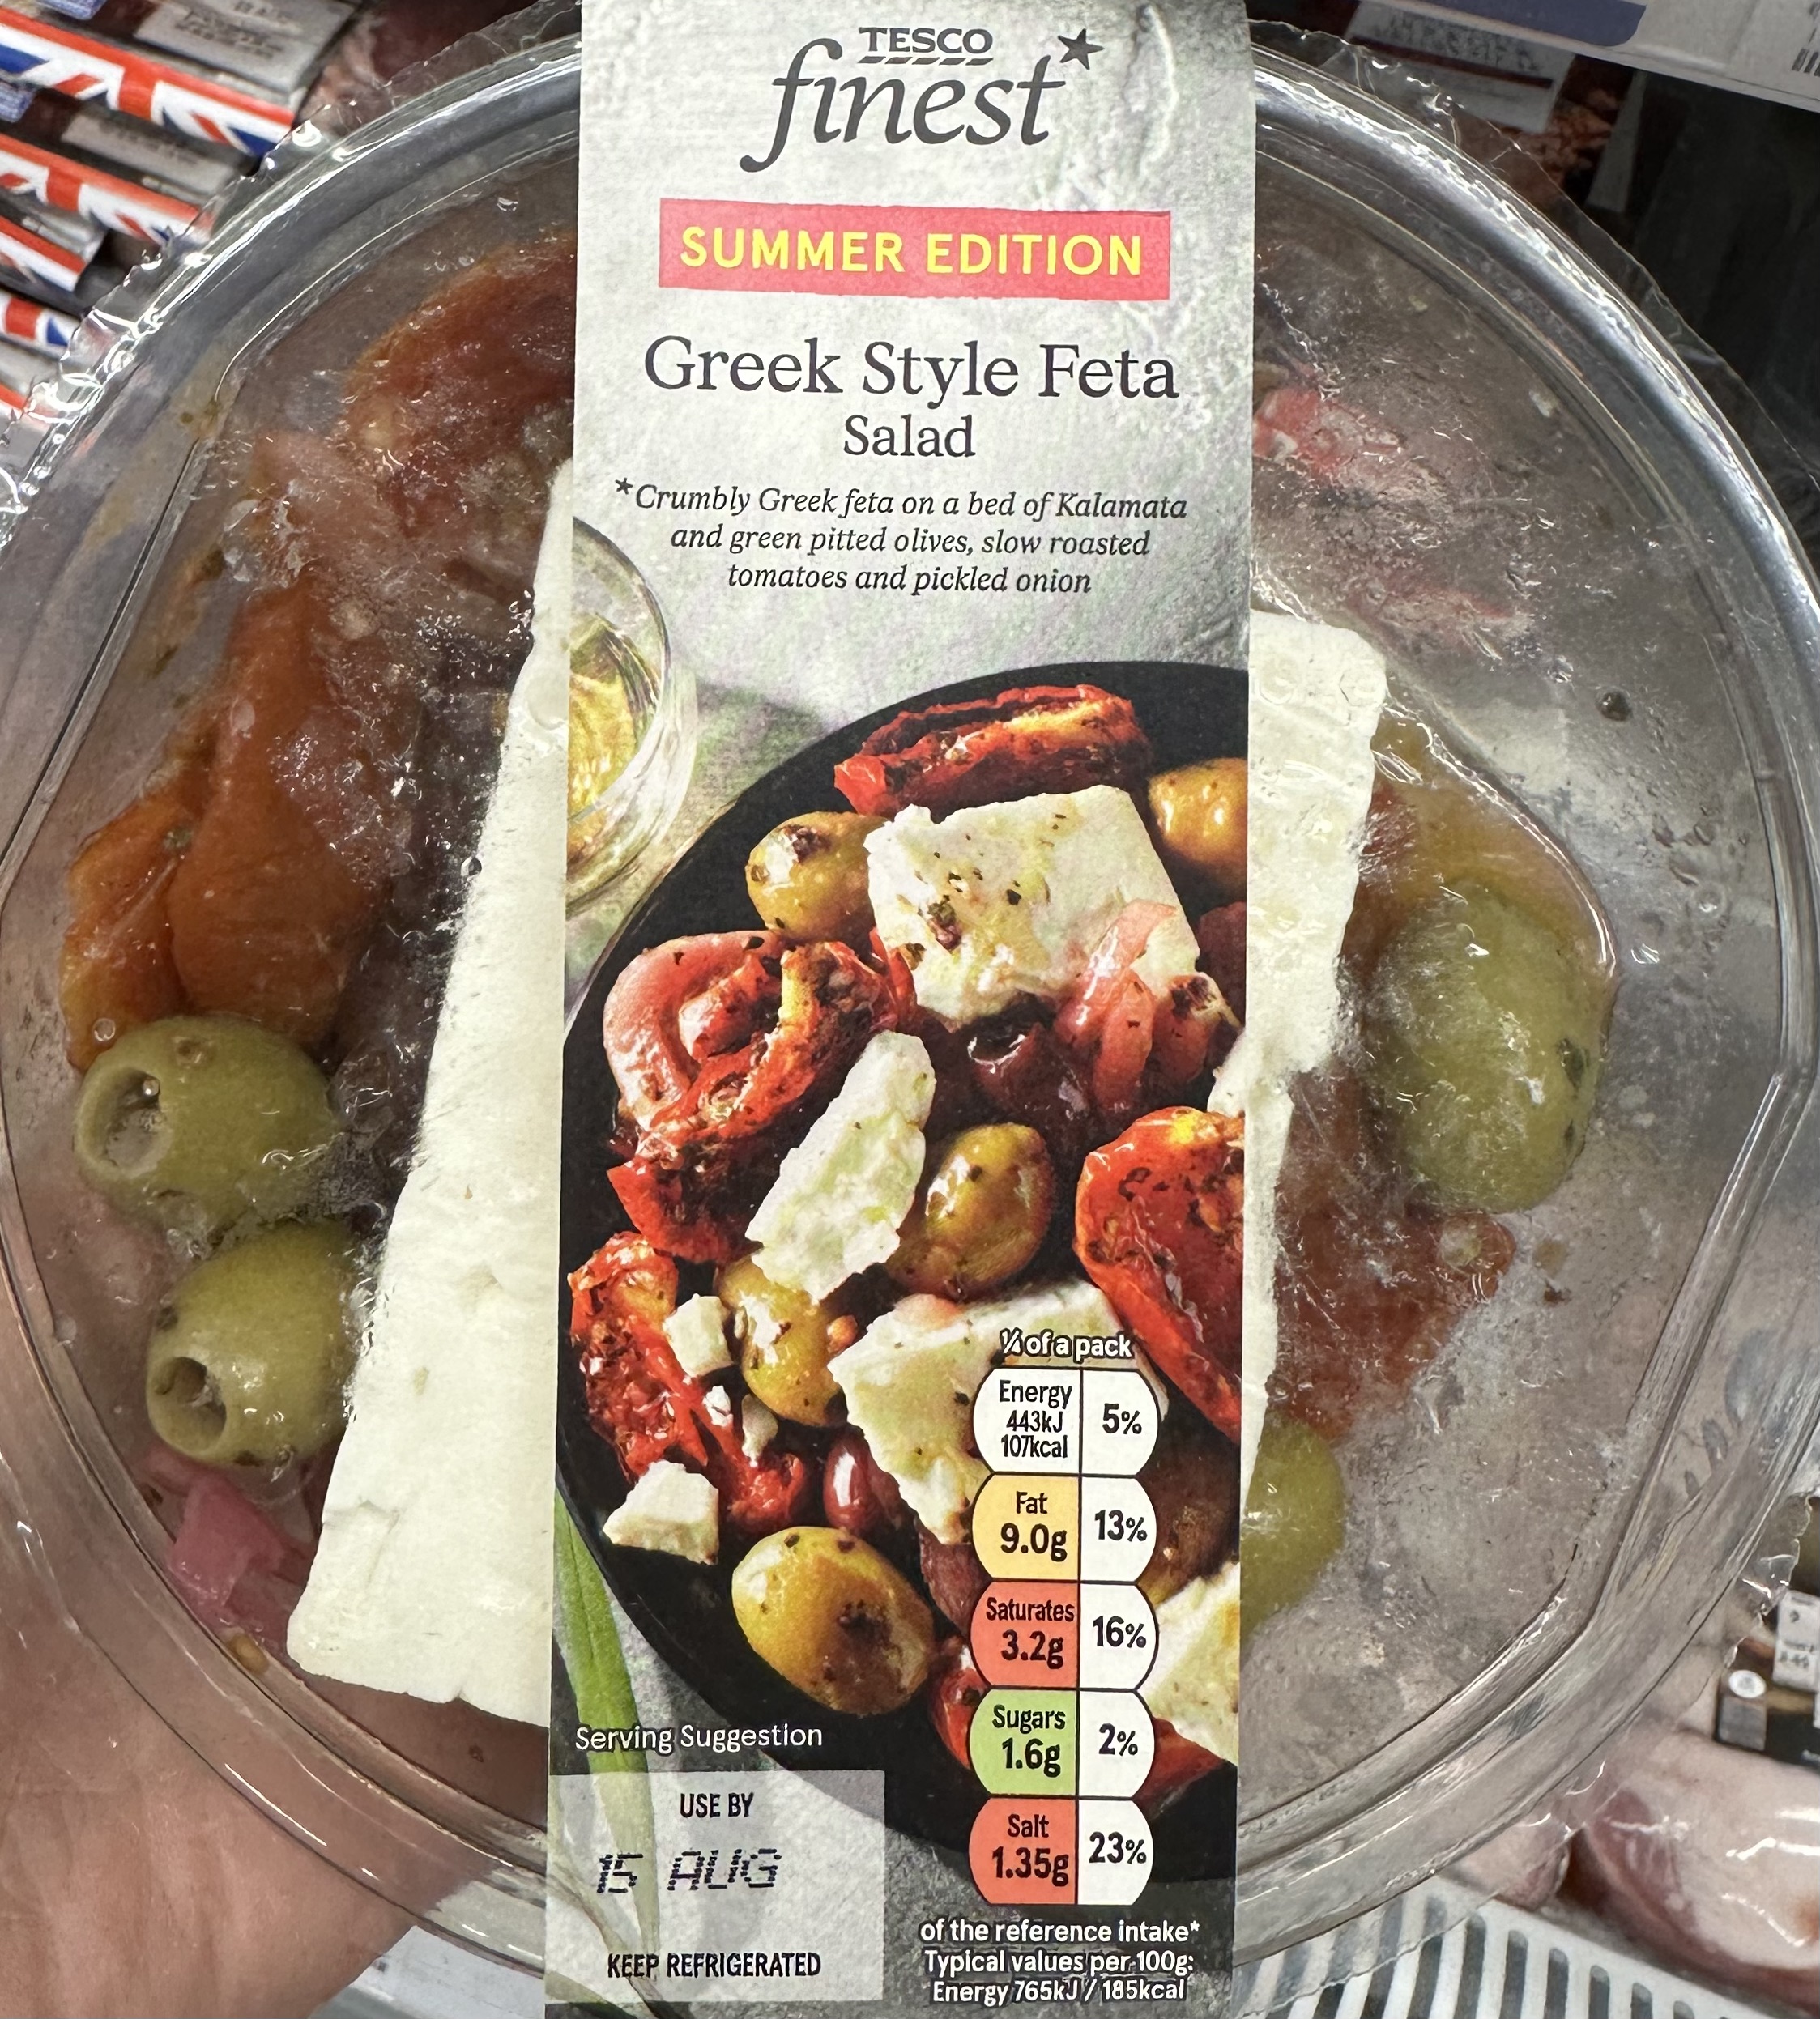 TESCO
finest*
SUMMER EDITION
Greek Style Feta
Salad
*Crumbly Greek feta on a bed of Kalamata
and green pitted olives, slow roasted
tomatoes and pickled onion
¼ of a pack
Energy
443kJ
107kcal
5%
Fat
9.0g
13%
Saturates
3.2g
16%
Sugars
1.6g
2%
Salt
1.35g
23%
of the reference intake*
Typical values per 100g:
Energy 765kJ / 185kcal
Serving Suggestion
USE BY
15 AUG
KEEP REFRIGERATED